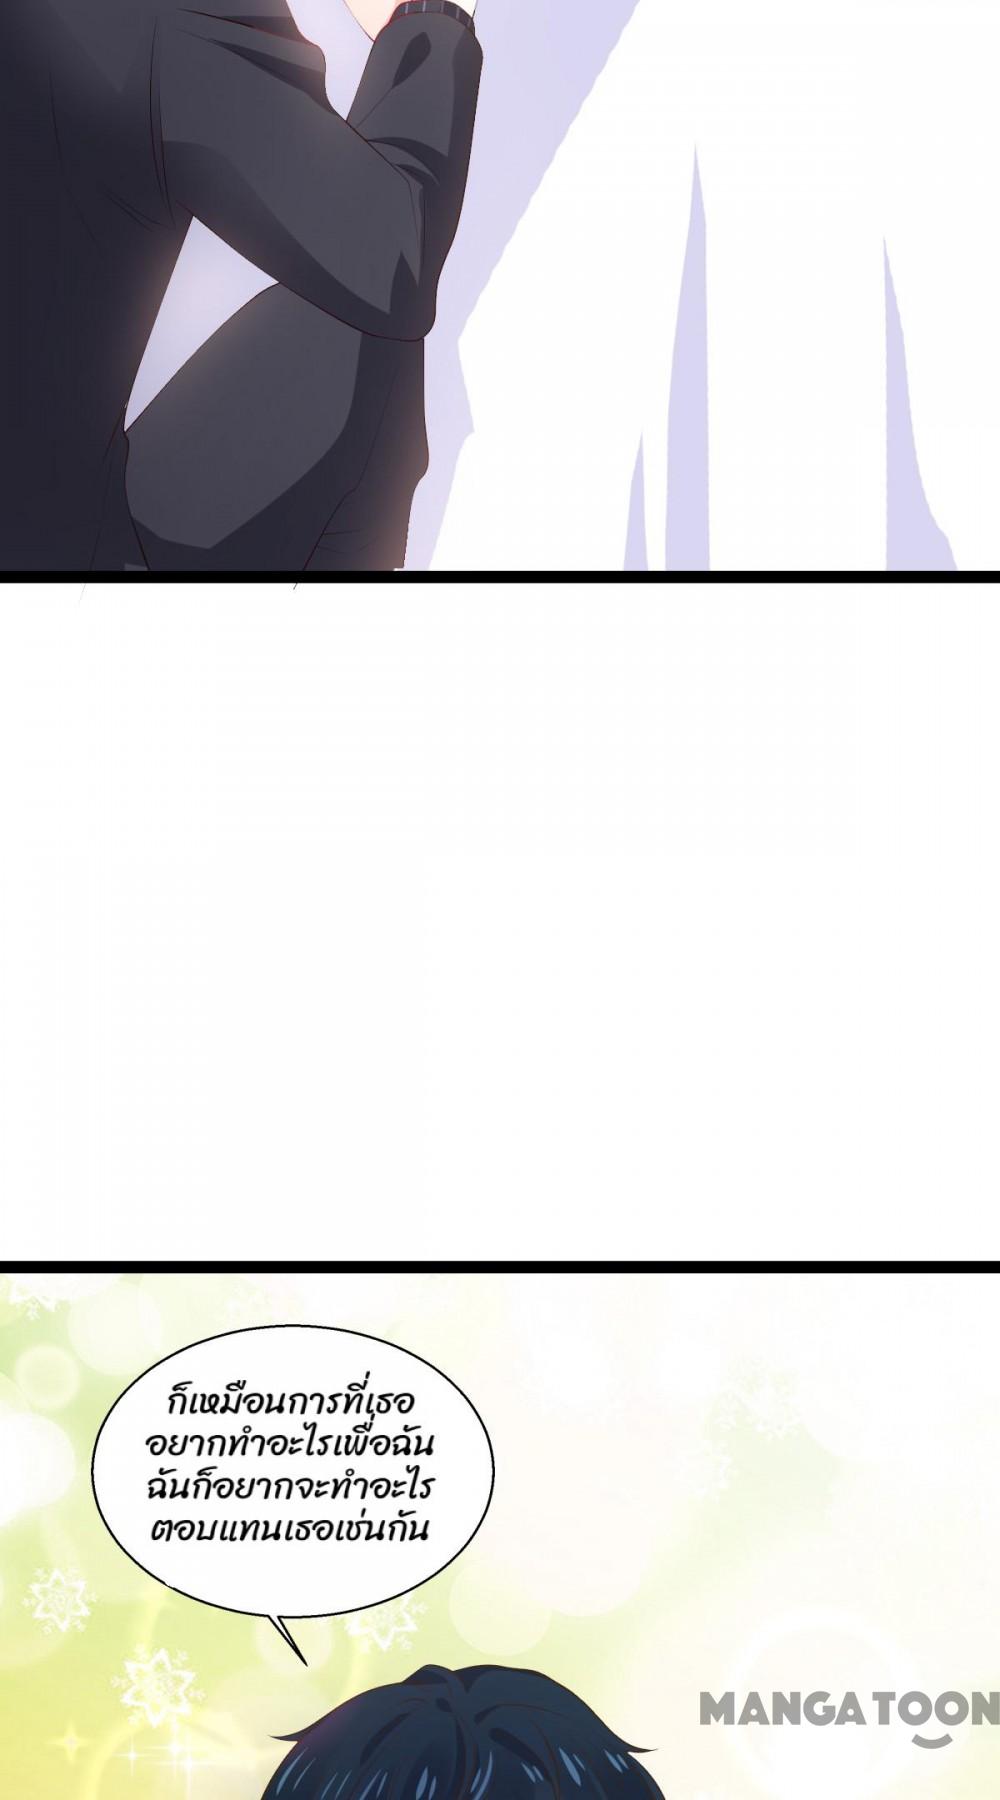 ก็เหมือนการที่เธอ
อยากทำอะไรเพื่อฉัน
ฉันก็อยากจะทำอะไร
ตอบแทนเธอเช่นกัน
MANGATOON